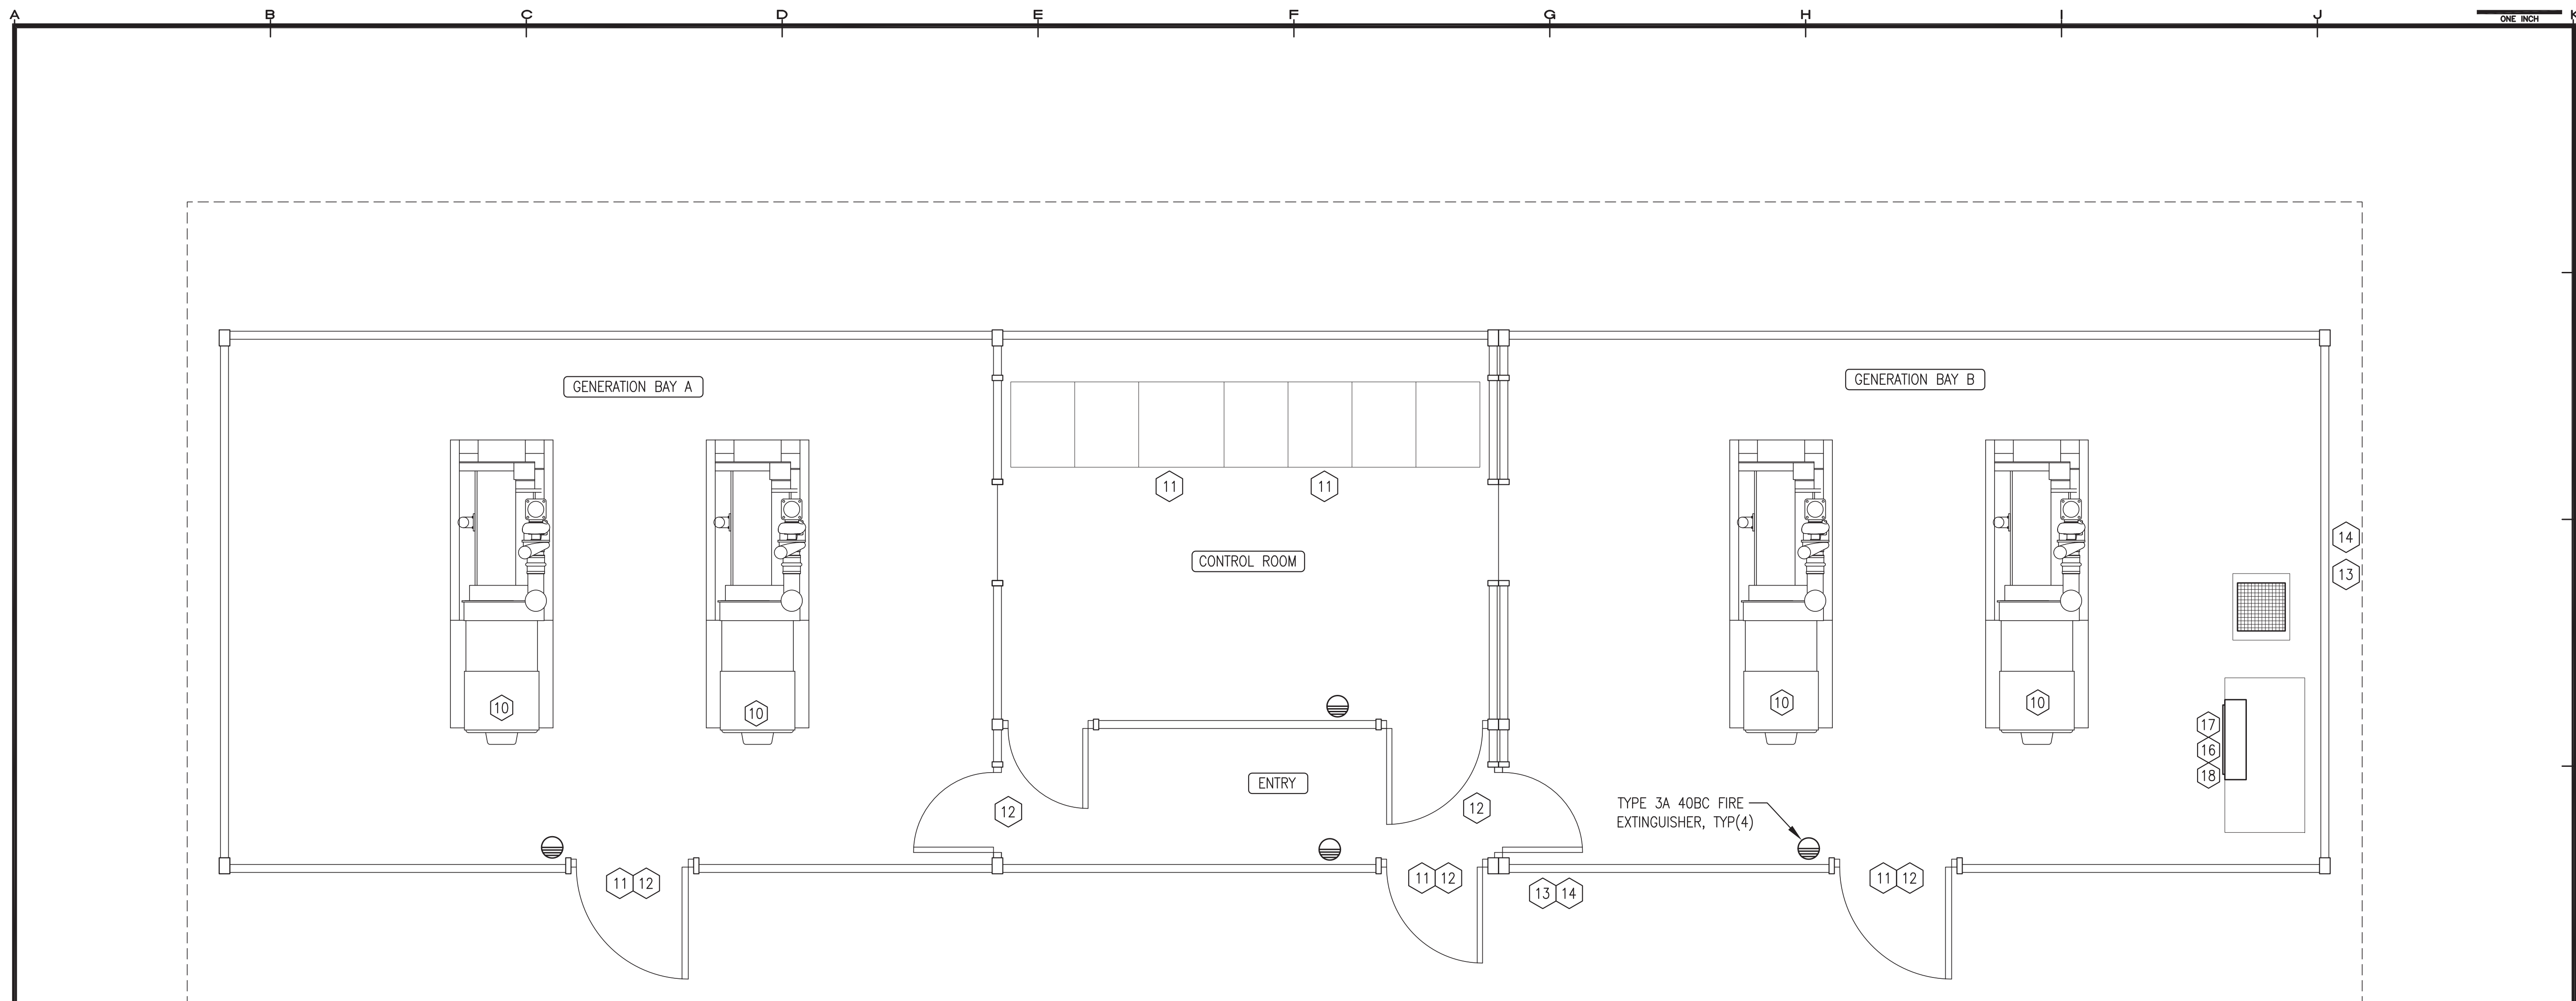 A B C D E F G H I J K
ONE INCH
GENERATION BAY B
GENERATION BAY A
11 11
14
CONTROL ROOM
13
10 10 10 10
17
16
18
ENTRY
12 12
TYPE 3A 40BC FIRE
EXTINGUISHER, TYP(4)
11 12 11 12 11 12
13 14